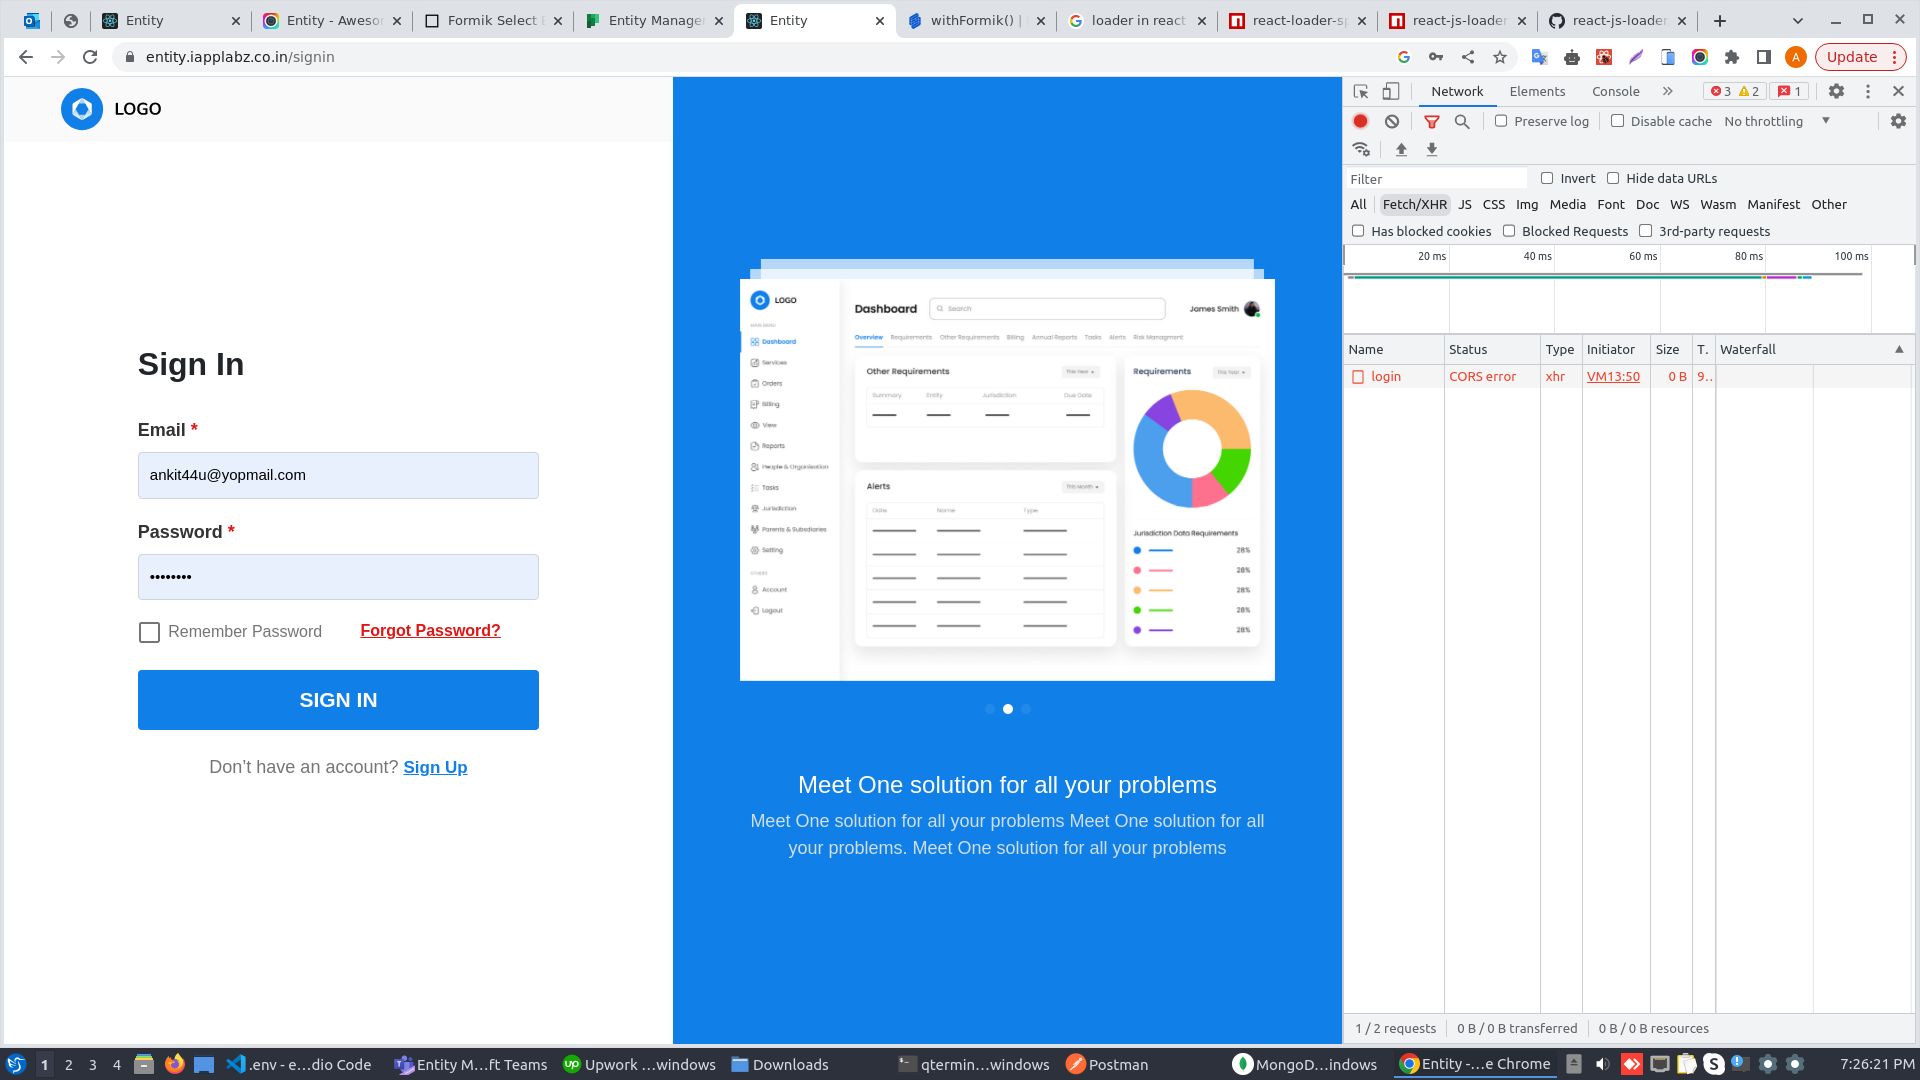 Entity
Entity - Aweso
Formik Select
Entity Manage
Entity
withFormik() |
loader in react
react-loader-sp
react-js-loader
react-js-loader
entity.iapplabz.co.in/signin
A
Update
LOGO
Sign In
Email *
ankit44u@yopmail.com
Password *
••••••••
Remember Password
Forgot Password?
SIGN IN
Don’t have an account? Sign Up
LOGO
Dashboard
Search
James Smith
MAIN MENU
Dashboard
Services
Orders
Billing
View
Reports
People & Organisation
Tasks
Jurisdiction
Parents & Subsdiaries
Setting
OTHERS
Account
Logout
Overview Requirements Other Requirements Billing Annual Reports Tasks Alerts Risk Managment
Other Requirements
This Year
Summary Entity Jurisdiction Due Date
Alerts
This Month
Date Name Type
Requirements
This Year
Jurisdiction Data Requirements
28%
28%
28%
28%
28%
Meet One solution for all your problems
Meet One solution for all your problems Meet One solution for all
your problems. Meet One solution for all your problems
Network Elements Console » 3 2 1
Preserve log Disable cache No throttling
Filter Invert Hide data URLs
All Fetch/XHR JS CSS Img Media Font Doc WS Wasm Manifest Other
Has blocked cookies Blocked Requests 3rd-party requests
20 ms 40 ms 60 ms 80 ms 100 ms
Name Status Type Initiator Size T. Waterfall
login CORS error xhr VM13:50 0 B 9..
1 / 2 requests 0 B / 0 B transferred 0 B / 0 B resources
1 2 3 4 .env - e...dio Code Entity M...ft Teams Upwork ...windows Downloads qtermin...windows Postman MongoD...indows Entity -...e Chrome 7:26:21 PM